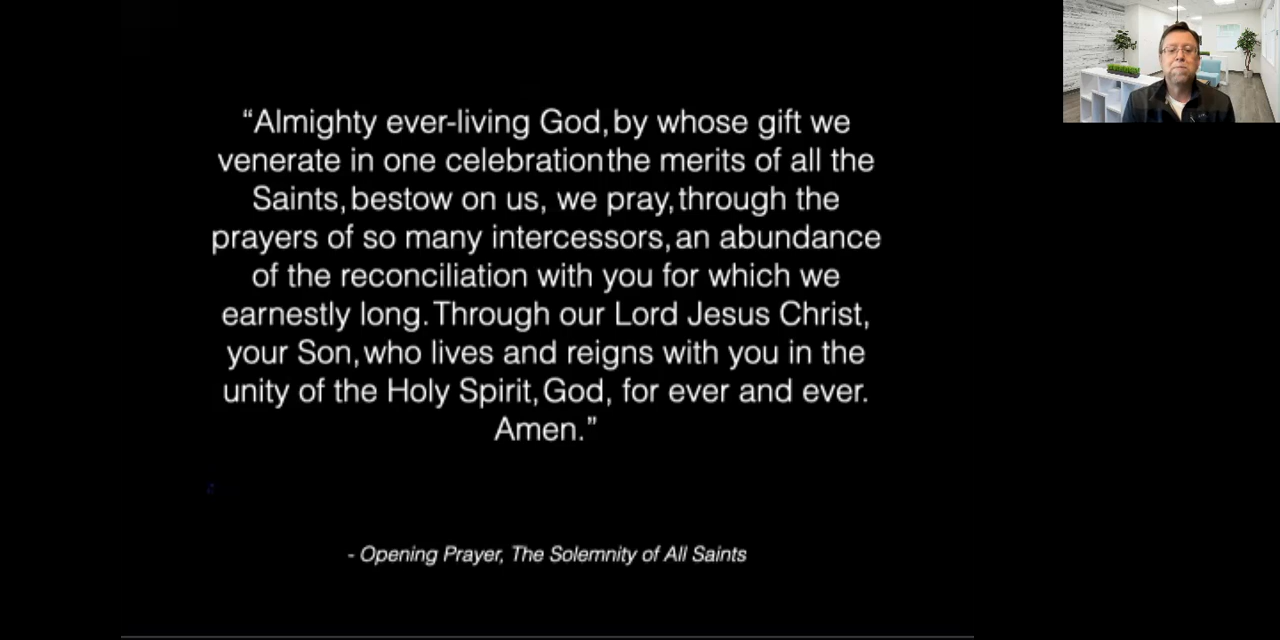 “Almighty ever-living God, by whose gift we
venerate in one celebration the merits of all the
Saints, bestow on us, we pray, through the
prayers of so many intercessors, an abundance
of the reconciliation with you for which we
earnestly long. Through our Lord Jesus Christ,
your Son, who lives and reigns with you in the
unity of the Holy Spirit, God, for ever and ever.
Amen.”
- Opening Prayer, The Solemnity of All Saints